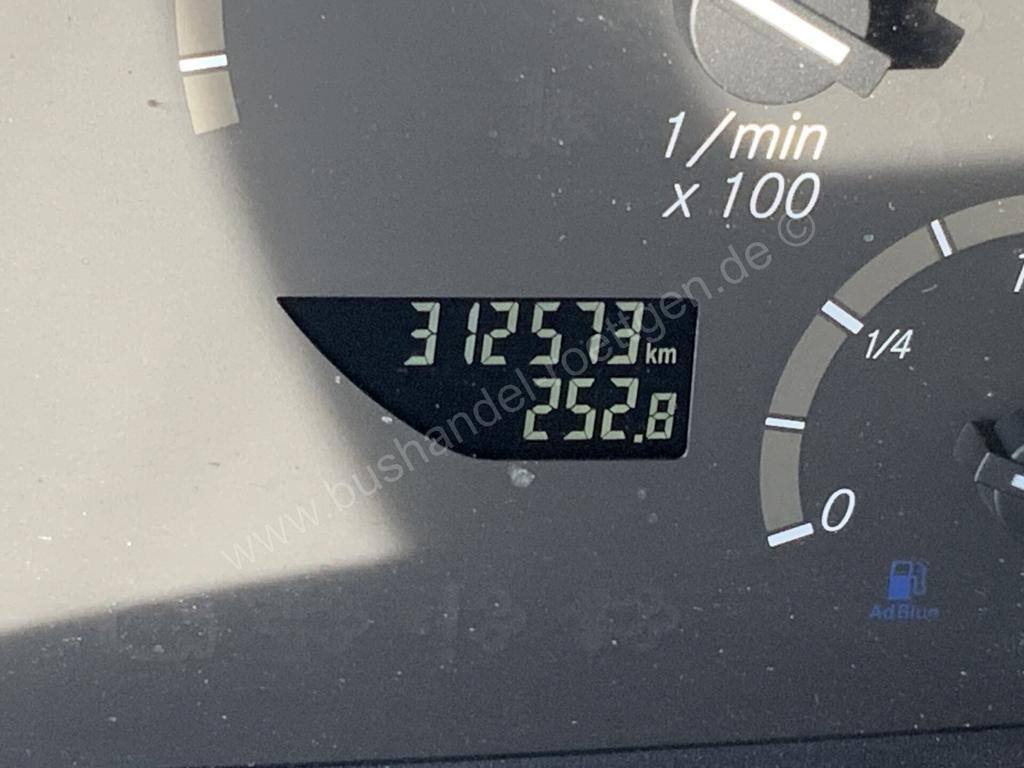 1/min
x 100
312573 km
252.8
1/4
0
AdBlue
www.bushandel-roettgen.de ©